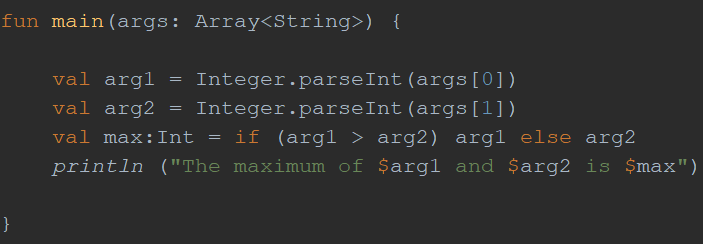 fun main(args: Array<String>) {
val arg1 = Integer.parseInt(args[0])
val arg2 = Integer.parseInt(args[1])
val max:Int = if (arg1 > arg2) arg1 else arg2
println ("The maximum of $arg1 and $arg2 is $max")
}